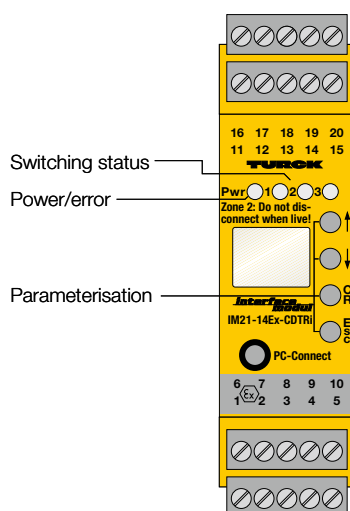 16 17 18 19 20
11 12 13 14 15
TURCK
Switching status
Pwr 1 2 3
Power/error
Zone 2: Do not dis-
connect when live!
Parameterisation
Interface
modul
IM21-14Ex-CDTRi
PC-Connect
6 7 8 9 10
Ex
1 2 3 4 5